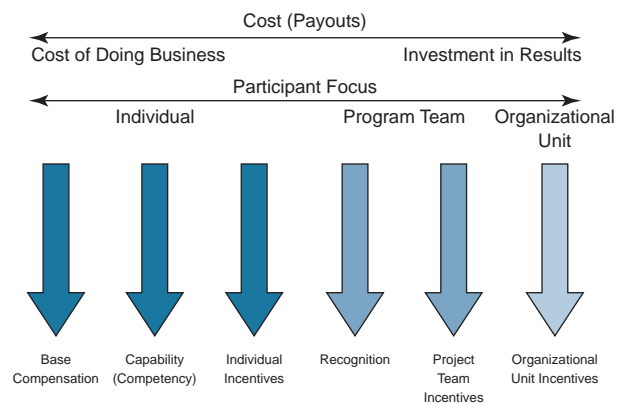 Cost (Payouts)
Cost of Doing Business Investment in Results
Participant Focus
Individual Program Team Organizational
Unit
Base Capability Individual Recognition Project Organizational
Compensation (Competency) Incentives Team Unit Incentives
Incentives